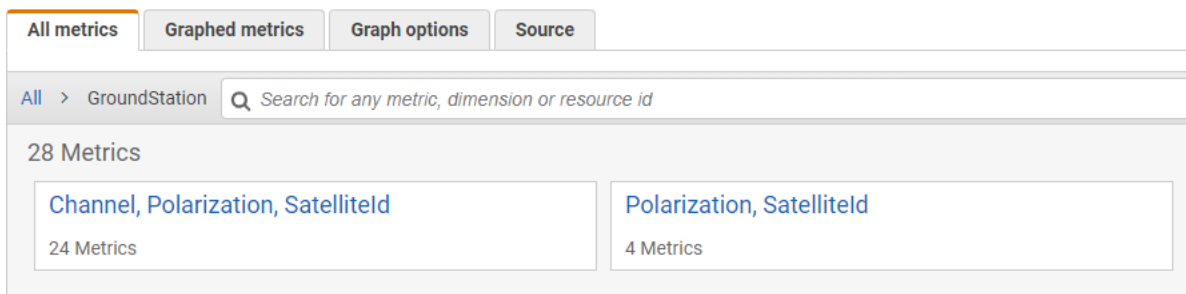 All metrics Graphed metrics Graph options Source
All > GroundStation Search for any metric, dimension or resource id
28 Metrics
Channel, Polarization, SatelliteId Polarization, SatelliteId
24 Metrics 4 Metrics